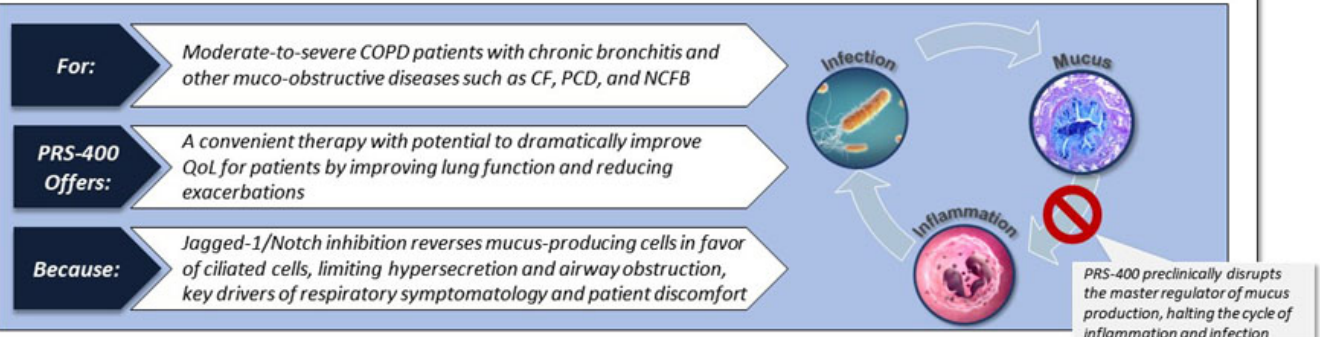 For:
Moderate-to-severe COPD patients with chronic bronchitis and
other muco-obstructive diseases such as CF, PCD, and NCFB
PRS-400
Offers:
A convenient therapy with potential to dramatically improve
QoL for patients by improving lung function and reducing
exacerbations
Because:
Jagged-1/Notch inhibition reverses mucus-producing cells in favor
of ciliated cells, limiting hypersecretion and airway obstruction,
key drivers of respiratory symptomatology and patient discomfort
Infection
Mucus
Inflammation
PRS-400 preclinically disrupts
the master regulator of mucus
production, halting the cycle of
inflammation and infection